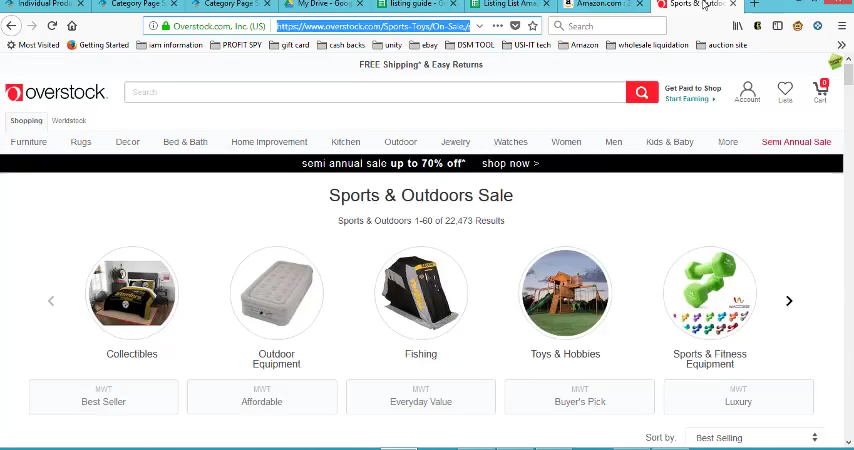 Individual Produ
Category Page S
Category Page S
My Drive - Goog
listing guide - G
Listing List Ama
Amazon.com
Sports & Outdoo
Overstock.com, Inc. (US)
https://www.overstock.com/Sports-Toys/On-Sale,/s
Search
Most Visited
Getting Started
iam information
PROFIT SPY
gift card
cash backs
ebay
DSM TOOL
USI-IT tech
Amazon
wholesale liquidation
auction site
FREE Shipping* & Easy Returns
overstock.
Search
Get Paid to Shop
Start Earning
Account
Lists
0
Cart
Shopping
Worldstock
Furniture
Rugs
Decor
Bed & Bath
Home Improvement
Kitchen
Outdoor
Jewelry
Watches
Women
Men
Kids & Baby
More
Semi Annual Sale
semi annual sale up to 70% off* shop now >
Sports & Outdoors Sale
Sports & Outdoors 1-60 of 22,473 Results
Collectibles
Outdoor
Equipment
Fishing
Toys & Hobbies
Sports & Fitness
Equipment
MWT
Best Seller
MWT
Affordable
MWT
Everyday Value
MWT
Buyer's Pick
MWT
Luxury
Sort by:
Best Selling